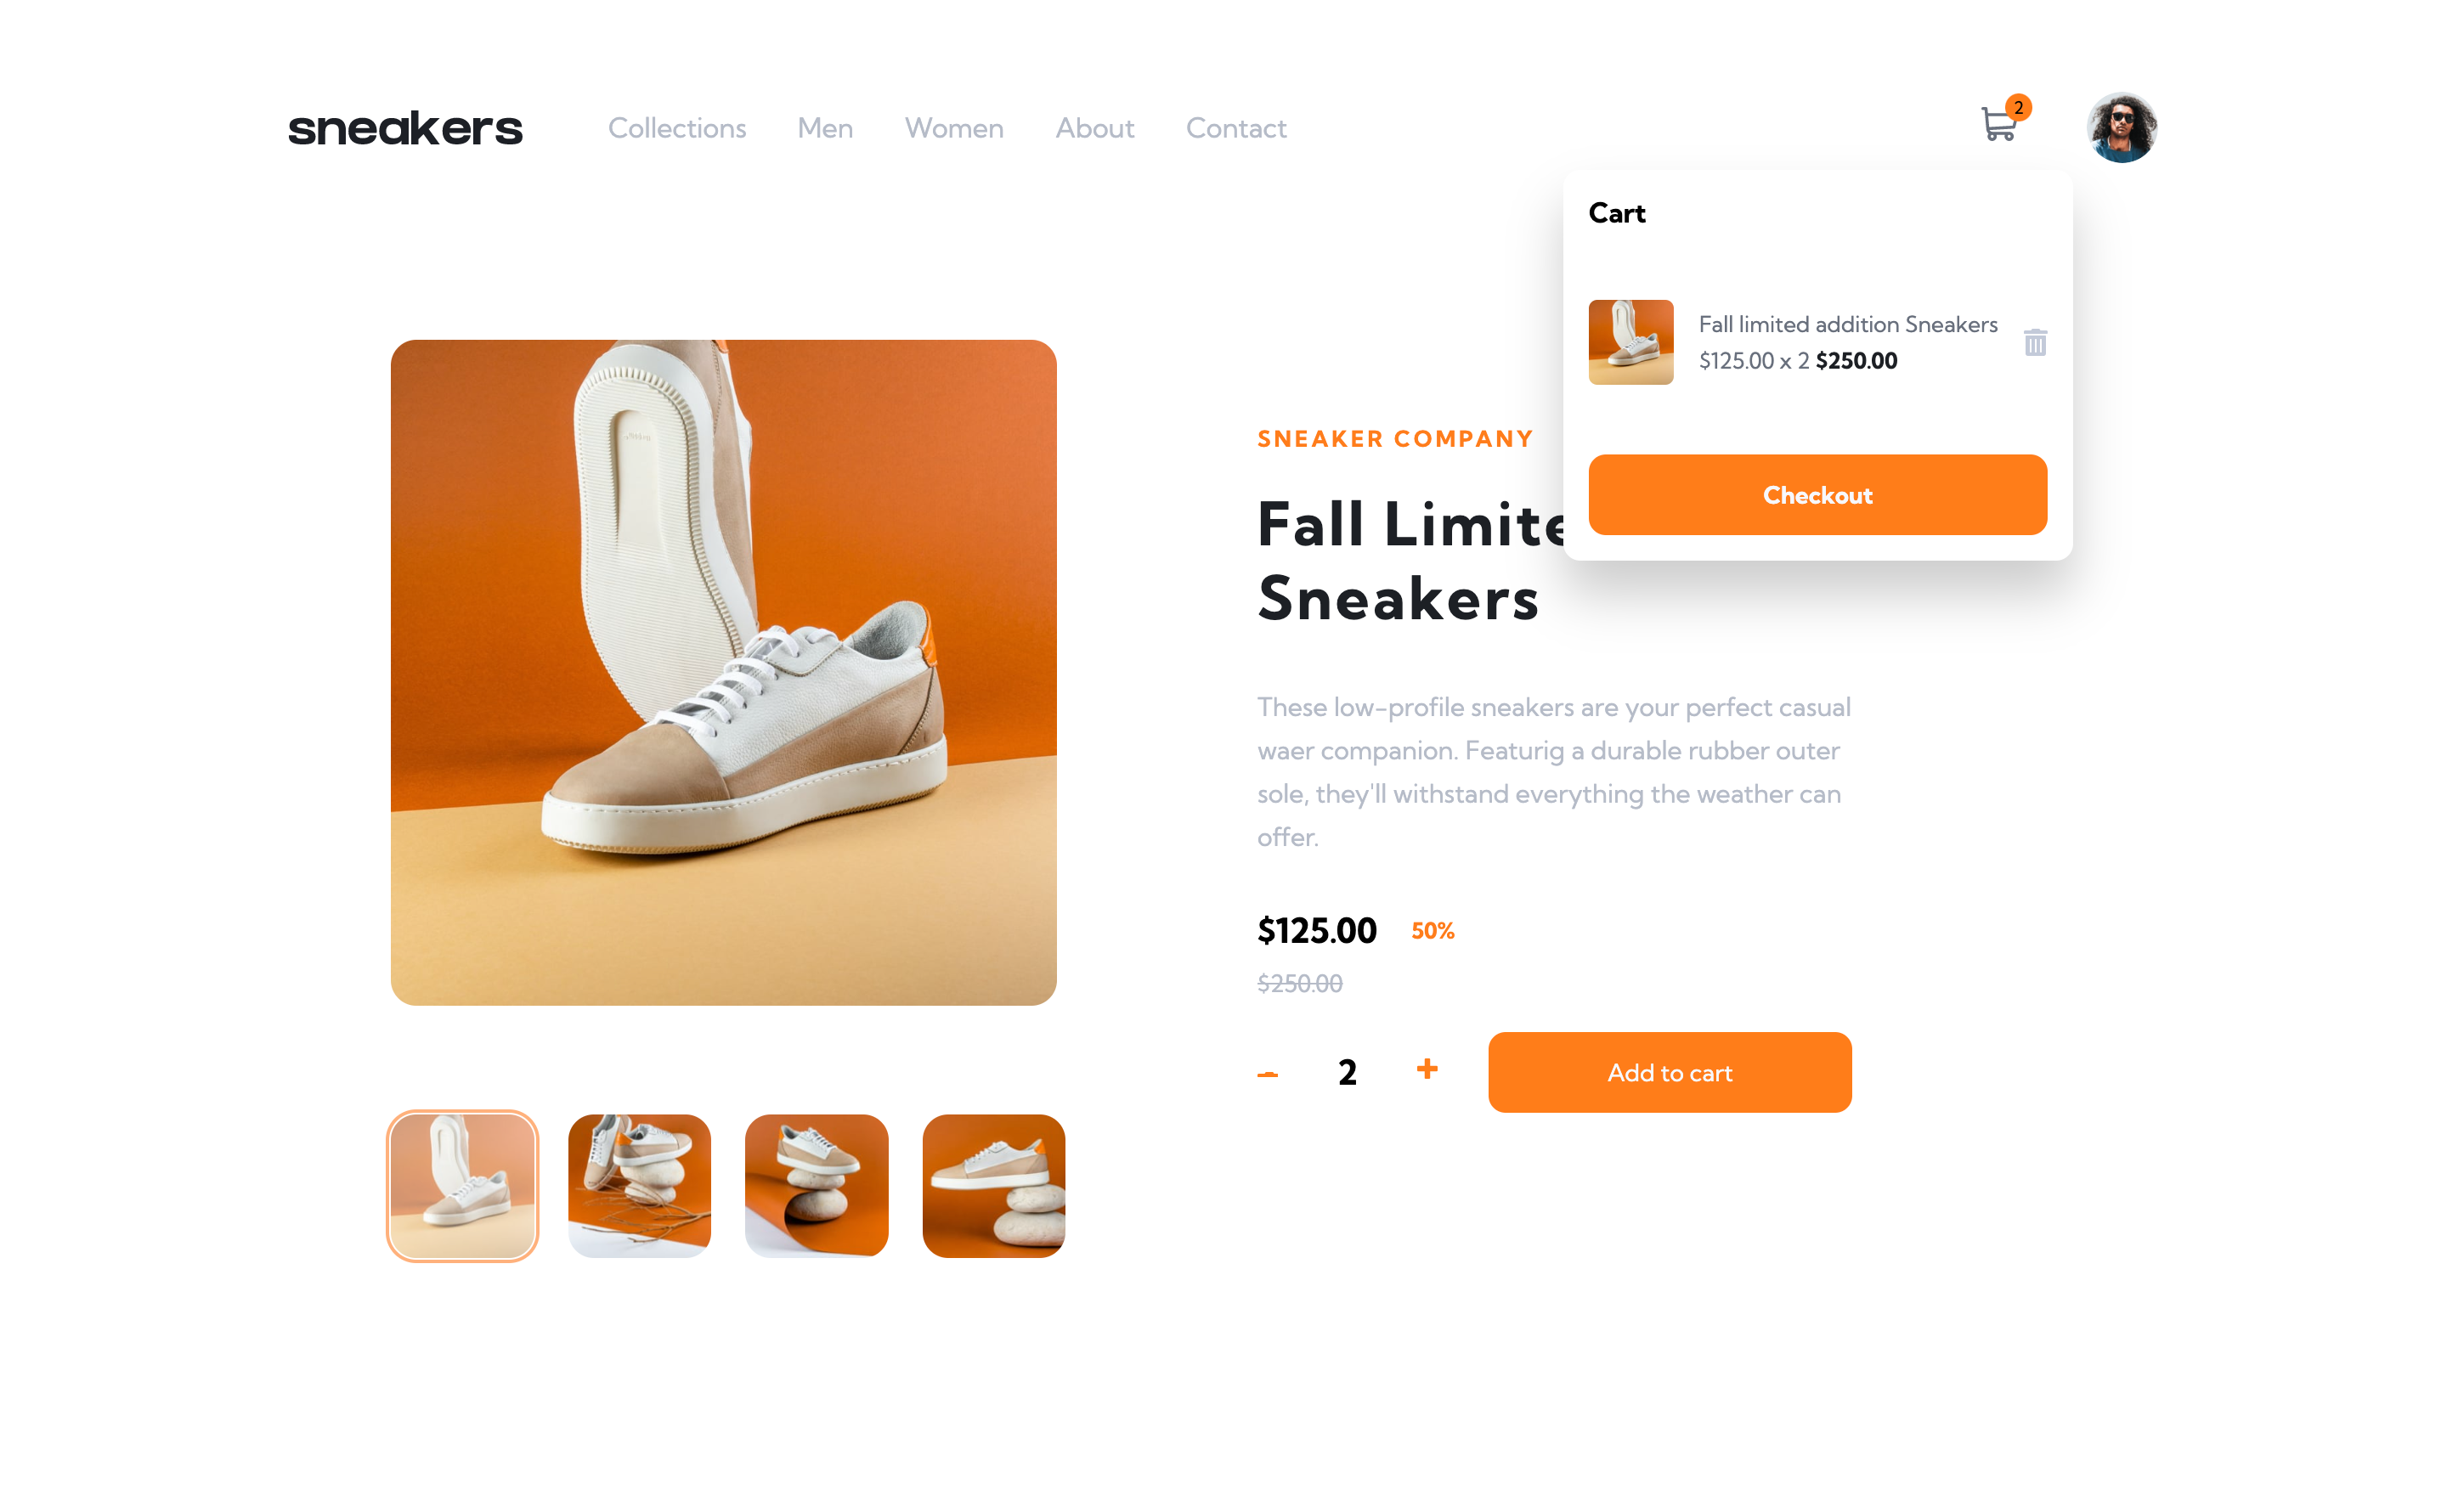 sneakers
Collections Men Women About Contact
2
Cart
Fall limited addition Sneakers
$125.00 x 2 $250.00
Checkout
SNEAKER COMPANY
Fall Limite
Sneakers
These low-profile sneakers are your perfect casual
waer companion. Featurig a durable rubber outer
sole, they'll withstand everything the weather can
offer.
$125.00 50%
$250.00
2
Add to cart